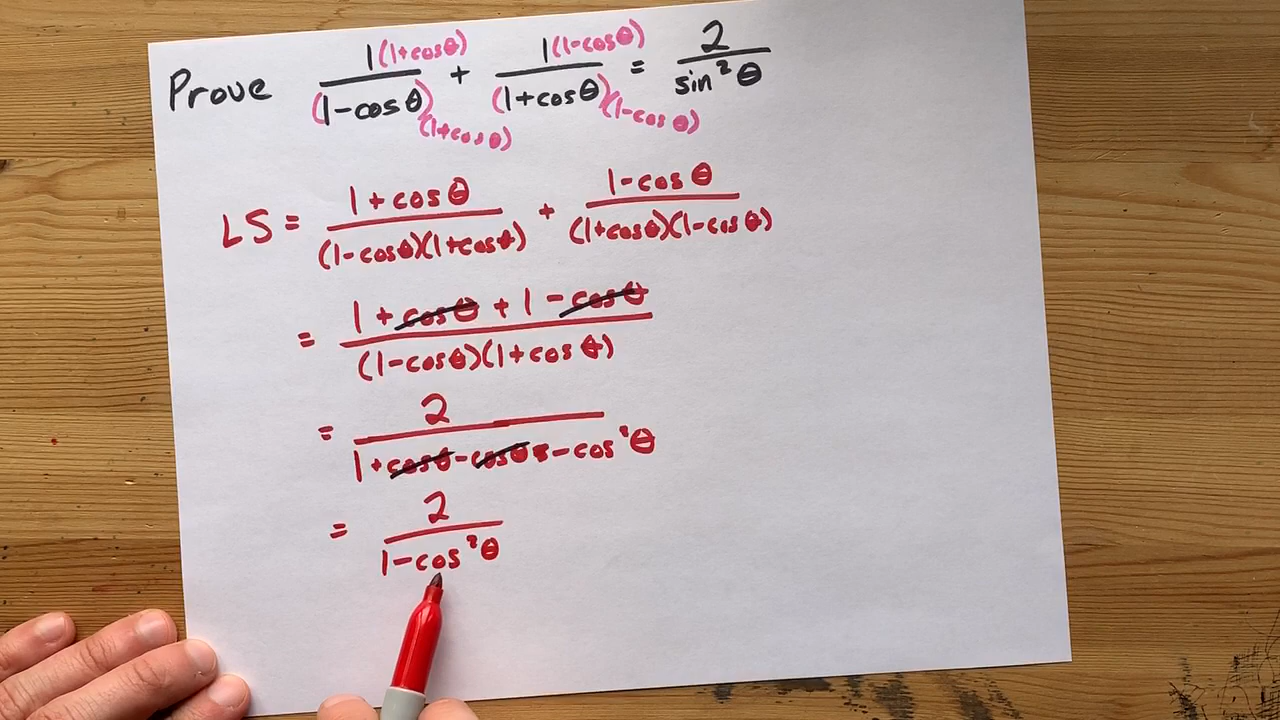 Prove 1(1+cosθ)/(1-cosθ)(1+cosθ) + 1(1-cosθ)/(1+cosθ)(1-cosθ) = 2/sin²θ
LS = 1+cosθ/(1-cosθ)(1+cosθ) + 1-cosθ/(1+cosθ)(1-cosθ)
= 1+cosθ+1-cosθ/(1-cosθ)(1+cosθ)
= 2/1+cosθ-cosθ-cos²θ
= 2/1-cos²θ